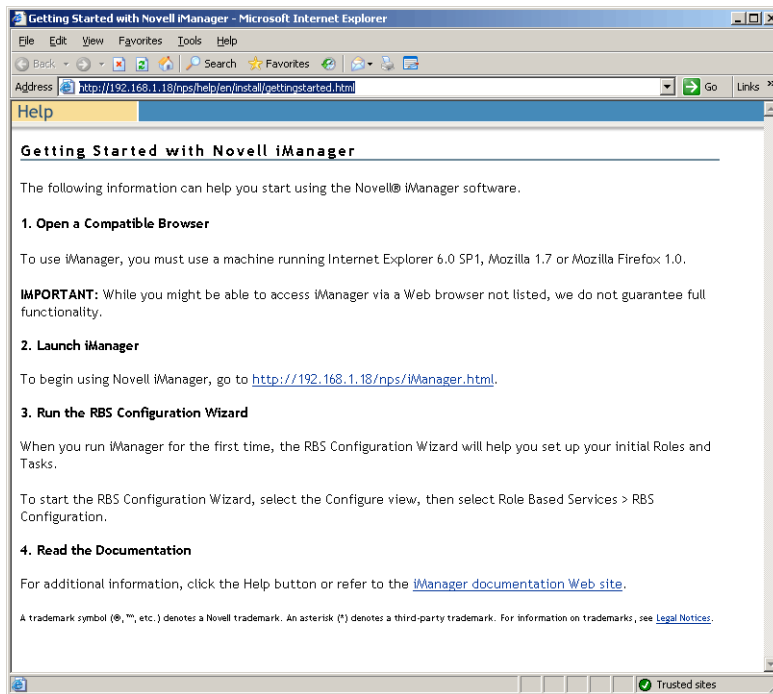 Getting Started with Novell iManager - Microsoft Internet Explorer
File Edit View Favorites Tools Help
Back Search Favorites
Address http://192.168.1.18/nps/help/en/install/gettingstarted.html Go Links »
Help
Getting Started with Novell iManager
The following information can help you start using the Novell® iManager software.
1. Open a Compatible Browser
To use iManager, you must use a machine running Internet Explorer 6.0 SP1, Mozilla 1.7 or Mozilla Firefox 1.0.
IMPORTANT: While you might be able to access iManager via a Web browser not listed, we do not guarantee full
functionality.
2. Launch iManager
To begin using Novell iManager, go to http://192.168.1.18/nps/iManager.html.
3. Run the RBS Configuration Wizard
When you run iManager for the first time, the RBS Configuration Wizard will help you set up your initial Roles and
Tasks.
To start the RBS Configuration Wizard, select the Configure view, then select Role Based Services > RBS
Configuration.
4. Read the Documentation
For additional information, click the Help button or refer to the iManager documentation Web site.
A trademark symbol (®, ™, etc.) denotes a Novell trademark. An asterisk (*) denotes a third-party trademark. For information on trademarks, see Legal Notices.
Trusted sites